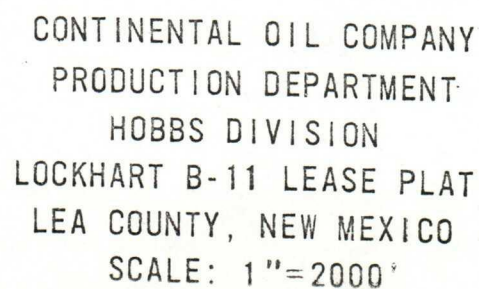 CONTINENTAL OIL COMPANY
PRODUCTION DEPARTMENT
HOBBS DIVISION
LOCKHART B-11 LEASE PLAT
LEA COUNTY, NEW MEXICO
SCALE: 1"=2000'